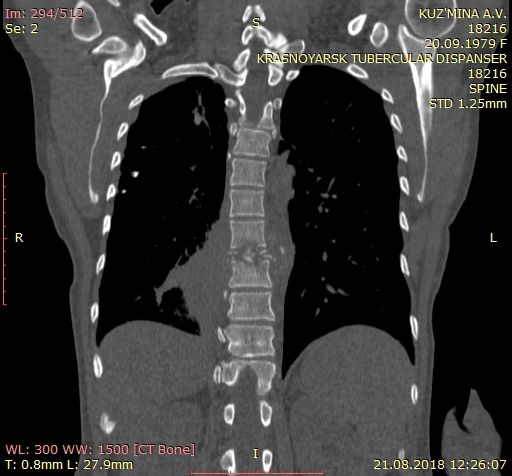 Im: 294/512
Se: 2
S
KUZ'MINA A.V.
18216
20.09.1979 F
KRASNOYARSK TUBERCULAR DISPANSER
18216
SPINE
STD 1.25mm
R
L
WL: 300 WW: 1500 [CT Bone]
T: 0.8mm L: 27.9mm
I
21.08.2018 12:26:07